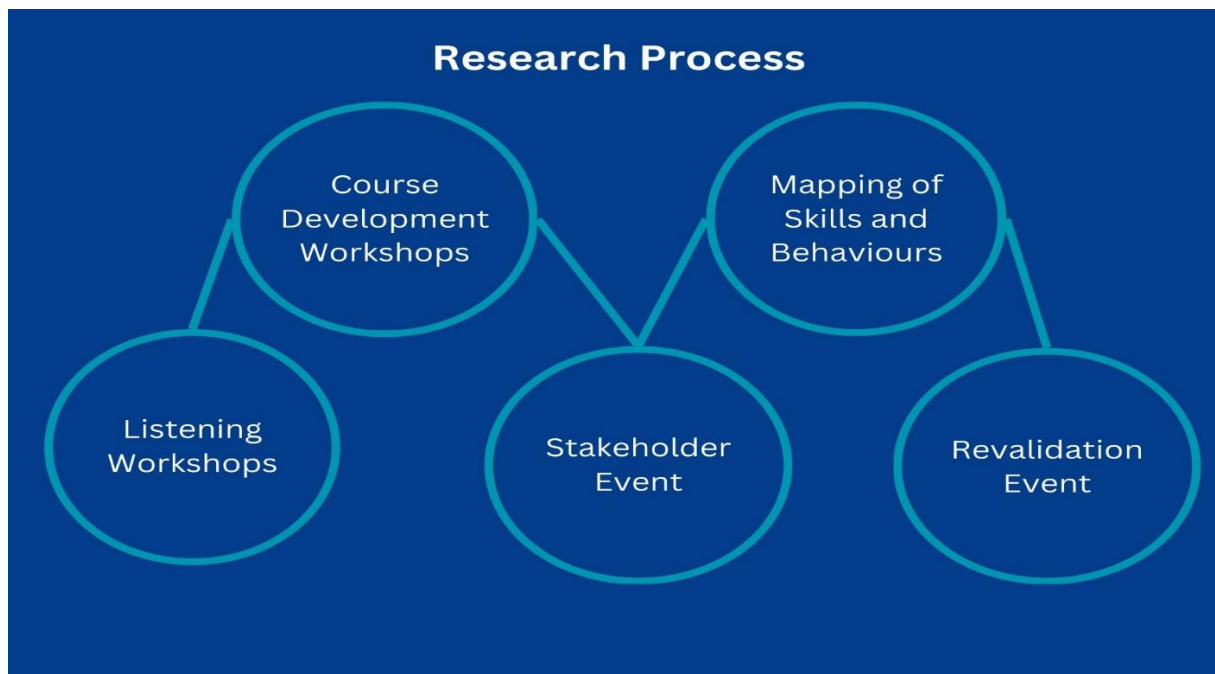 Research Process
Course
Development
Workshops
Mapping of
Skills and
Behaviours
Listening
Workshops
Stakeholder
Event
Revalidation
Event